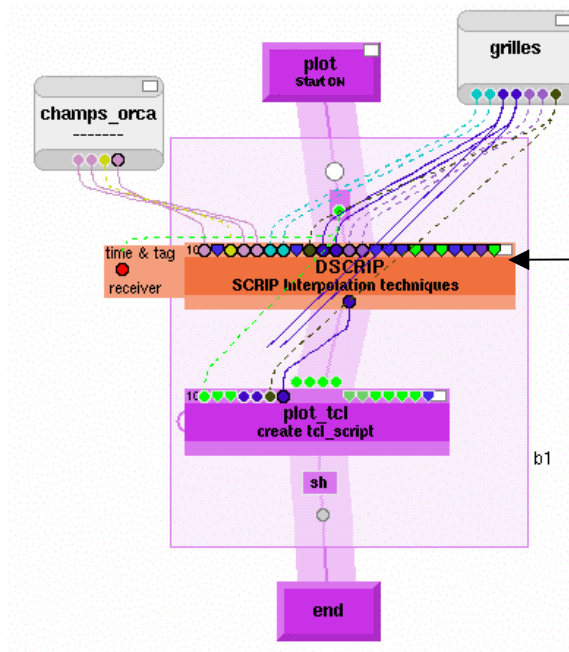 plot
Start ON
grilles
champs_orca
-------
10
time & tag
receiver
DSCRIP
SCRIP Interpolation techniques
10
plot_tcl
create tcl_script
b1
sh
end